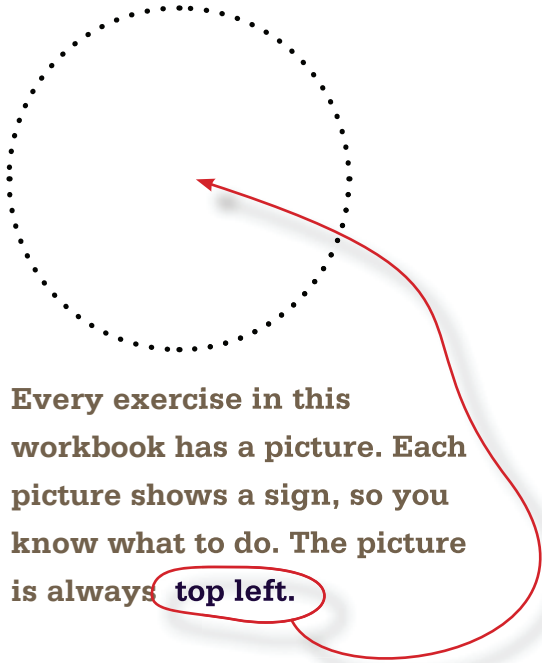 Every exercise in this
workbook has a picture. Each
picture shows a sign, so you
know what to do. The picture
is always top left.